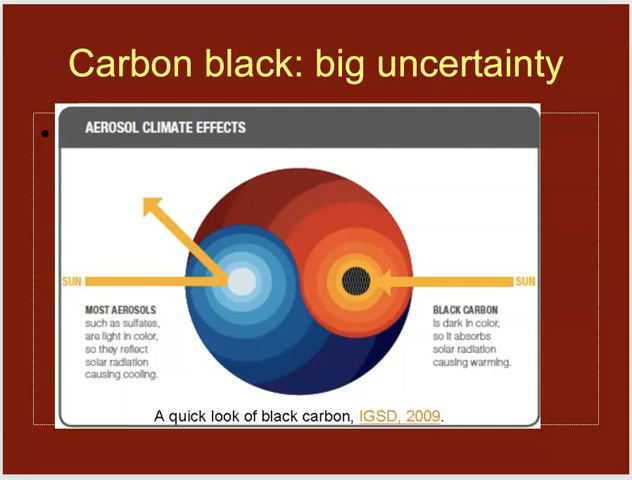 Carbon black: big uncertainty
AEROSOL CLIMATE EFFECTS
SUN
SUN
MOST AEROSOLS
such as sulfates,
are light in color,
so they reflect
solar radiation
causing cooling.
BLACK CARBON
is dark in color,
so it absorbs
solar radiation
causing warming.
A quick look of black carbon, IGSD, 2009.